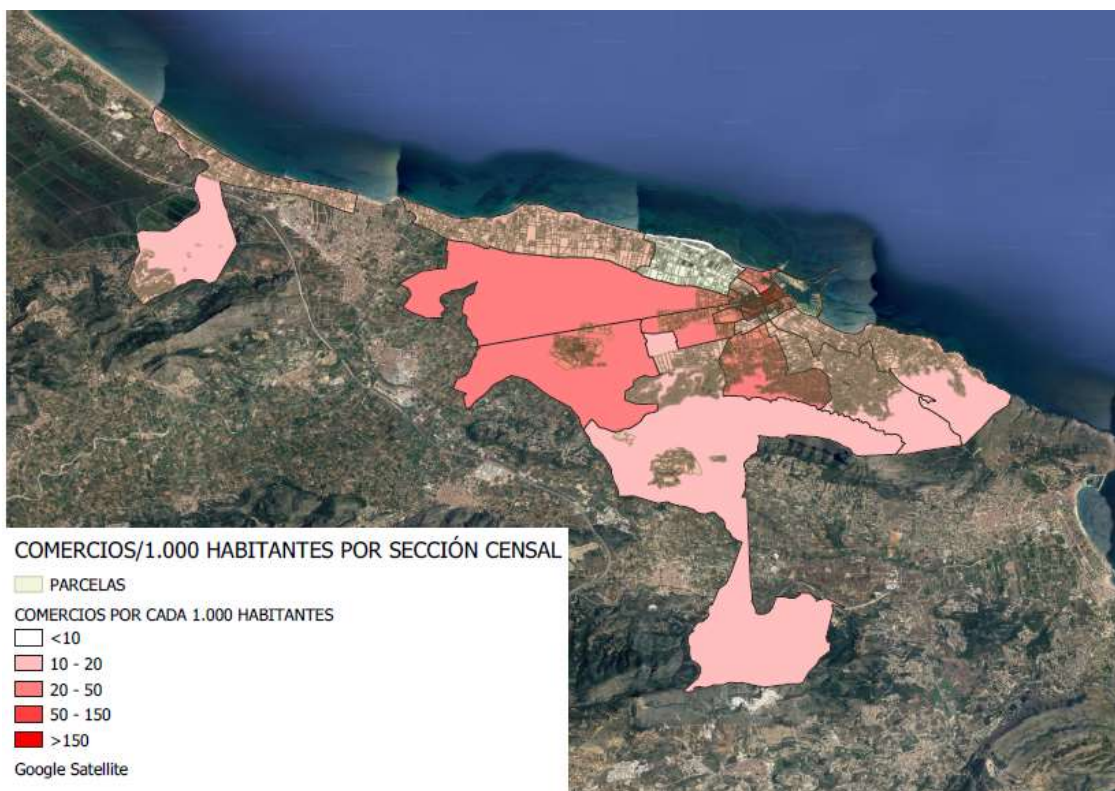 COMERCIOS/1.000 HABITANTES POR SECCIÓN CENSAL
PARCELAS
COMERCIOS POR CADA 1.000 HABITANTES
<10
10 - 20
20 - 50
50 - 150
>150
Google Satellite